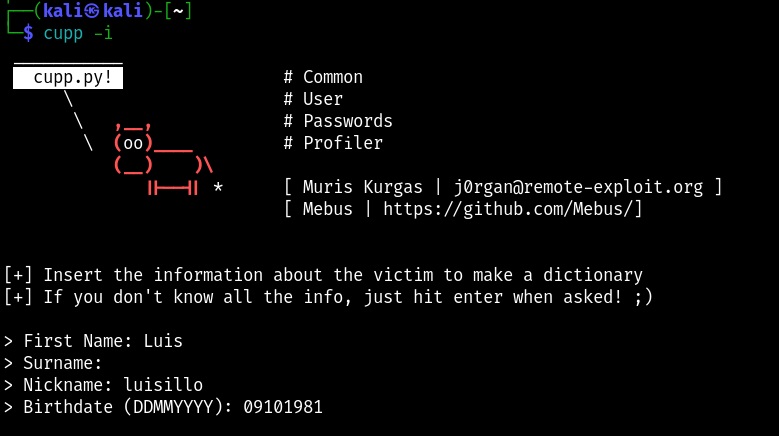 ┌──(kali㉿kali)-[~]
└─$ cupp -i
___________
cupp.py! # Common
\ # User
\ ,__, # Passwords
\ (oo)____ # Profiler
(__) )\
||--|| * [ Muris Kurgas | j0rgan@remote-exploit.org ]
[ Mebus | https://github.com/Mebus/]
[+] Insert the information about the victim to make a dictionary
[+] If you don't know all the info, just hit enter when asked! ;)
> First Name: Luis
> Surname:
> Nickname: luisillo
> Birthdate (DDMMYYYY): 09101981